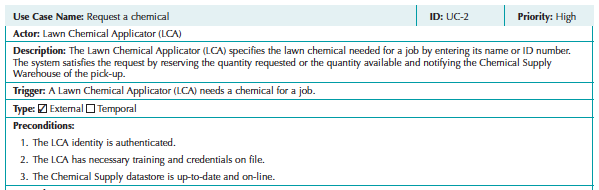 Use Case Name: Request a chemical ID: UC-2 Priority: High
Actor: Lawn Chemical Applicator (LCA)
Description: The Lawn Chemical Applicator (LCA) specifies the lawn chemical needed for a job by entering its name or ID number.
The system satisfies the request by reserving the quantity requested or the quantity available and notifying the Chemical Supply
Warehouse of the pick-up.
Trigger: A Lawn Chemical Applicator (LCA) needs a chemical for a job.
Type: ☑ External ☐ Temporal
Preconditions:
1. The LCA identity is authenticated.
2. The LCA has necessary training and credentials on file.
3. The Chemical Supply datastore is up-to-date and on-line.